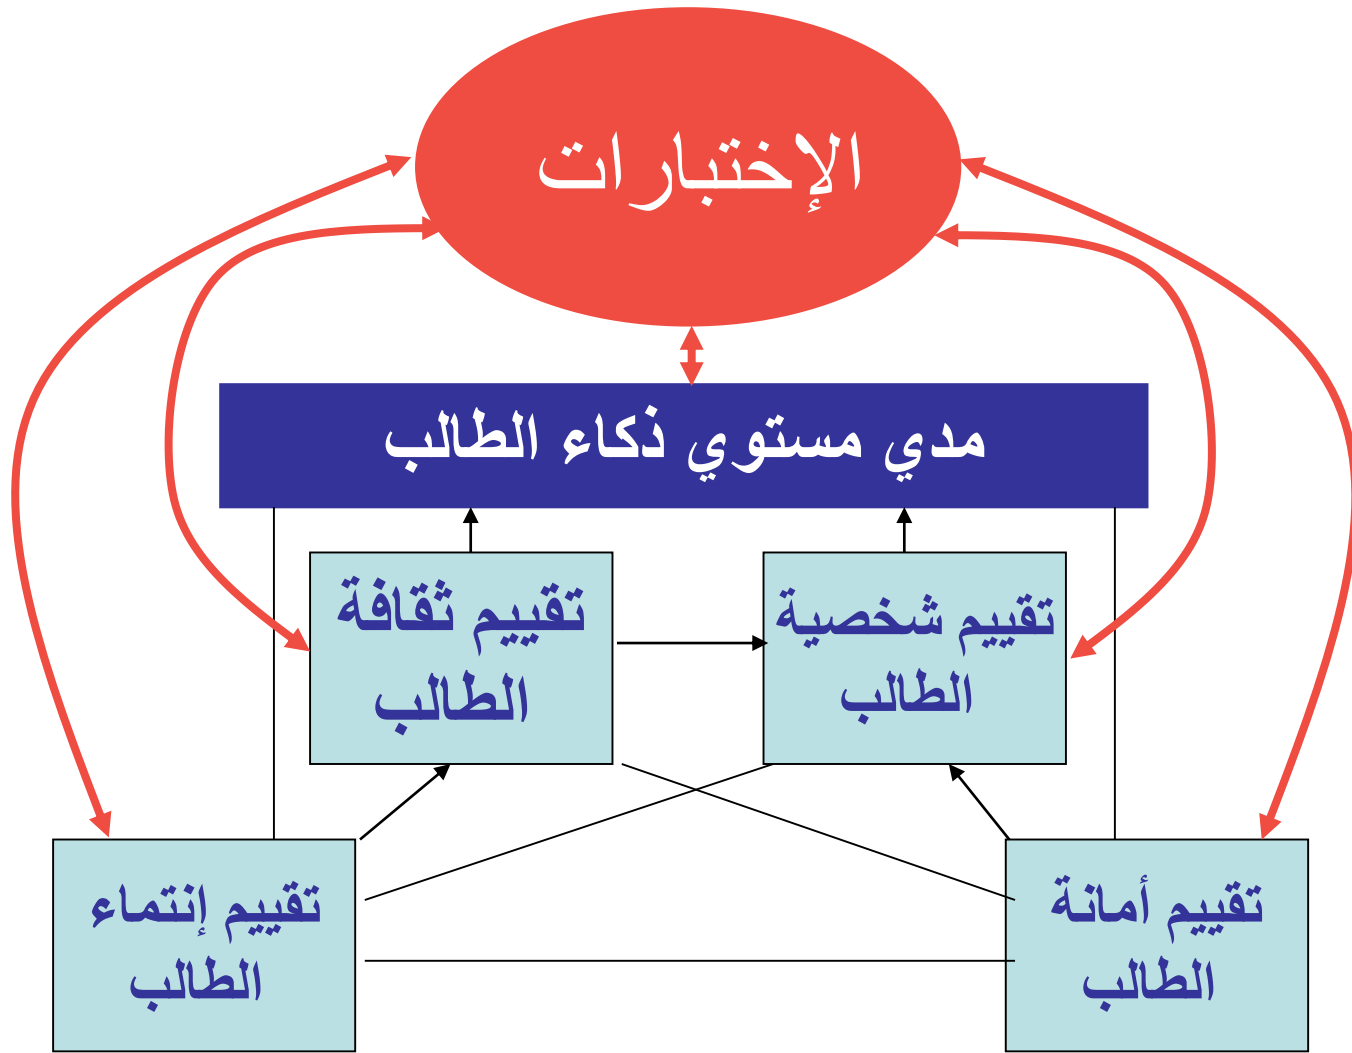 الإختبارات
مدي مستوي ذكاء الطالب
تقييم شخصية
الطالب
تقييم ثقافة
الطالب
تقييم أمانة
الطالب
تقييم إنتماء
الطالب